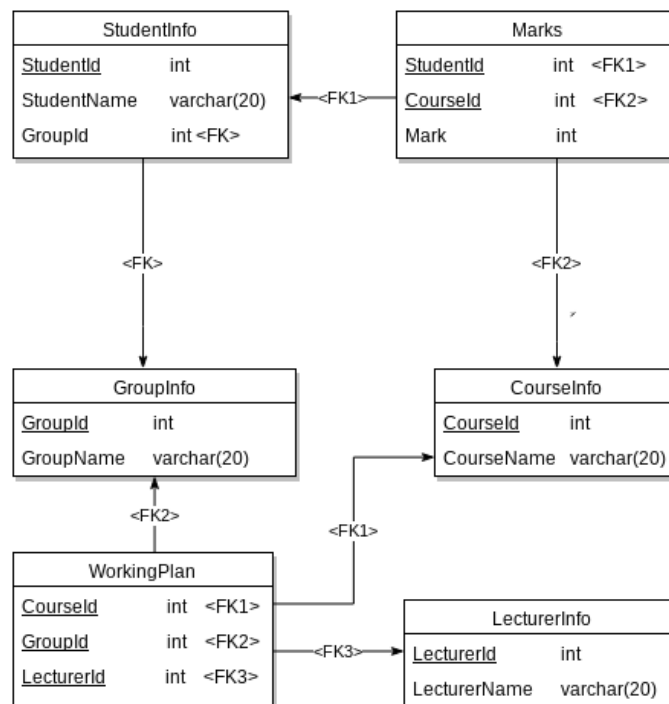 StudentInfo
StudentId int
StudentName varchar(20)
GroupId int <FK>
Marks
StudentId int <FK1>
CourseId int <FK2>
Mark int
<FK1>
<FK>
<FK2>
GroupInfo
GroupId int
GroupName varchar(20)
CourseInfo
CourseId int
CourseName varchar(20)
<FK2>
<FK1>
WorkingPlan
CourseId int <FK1>
GroupId int <FK2>
LecturerId int <FK3>
<FK3>
LecturerInfo
LecturerId int
LecturerName varchar(20)